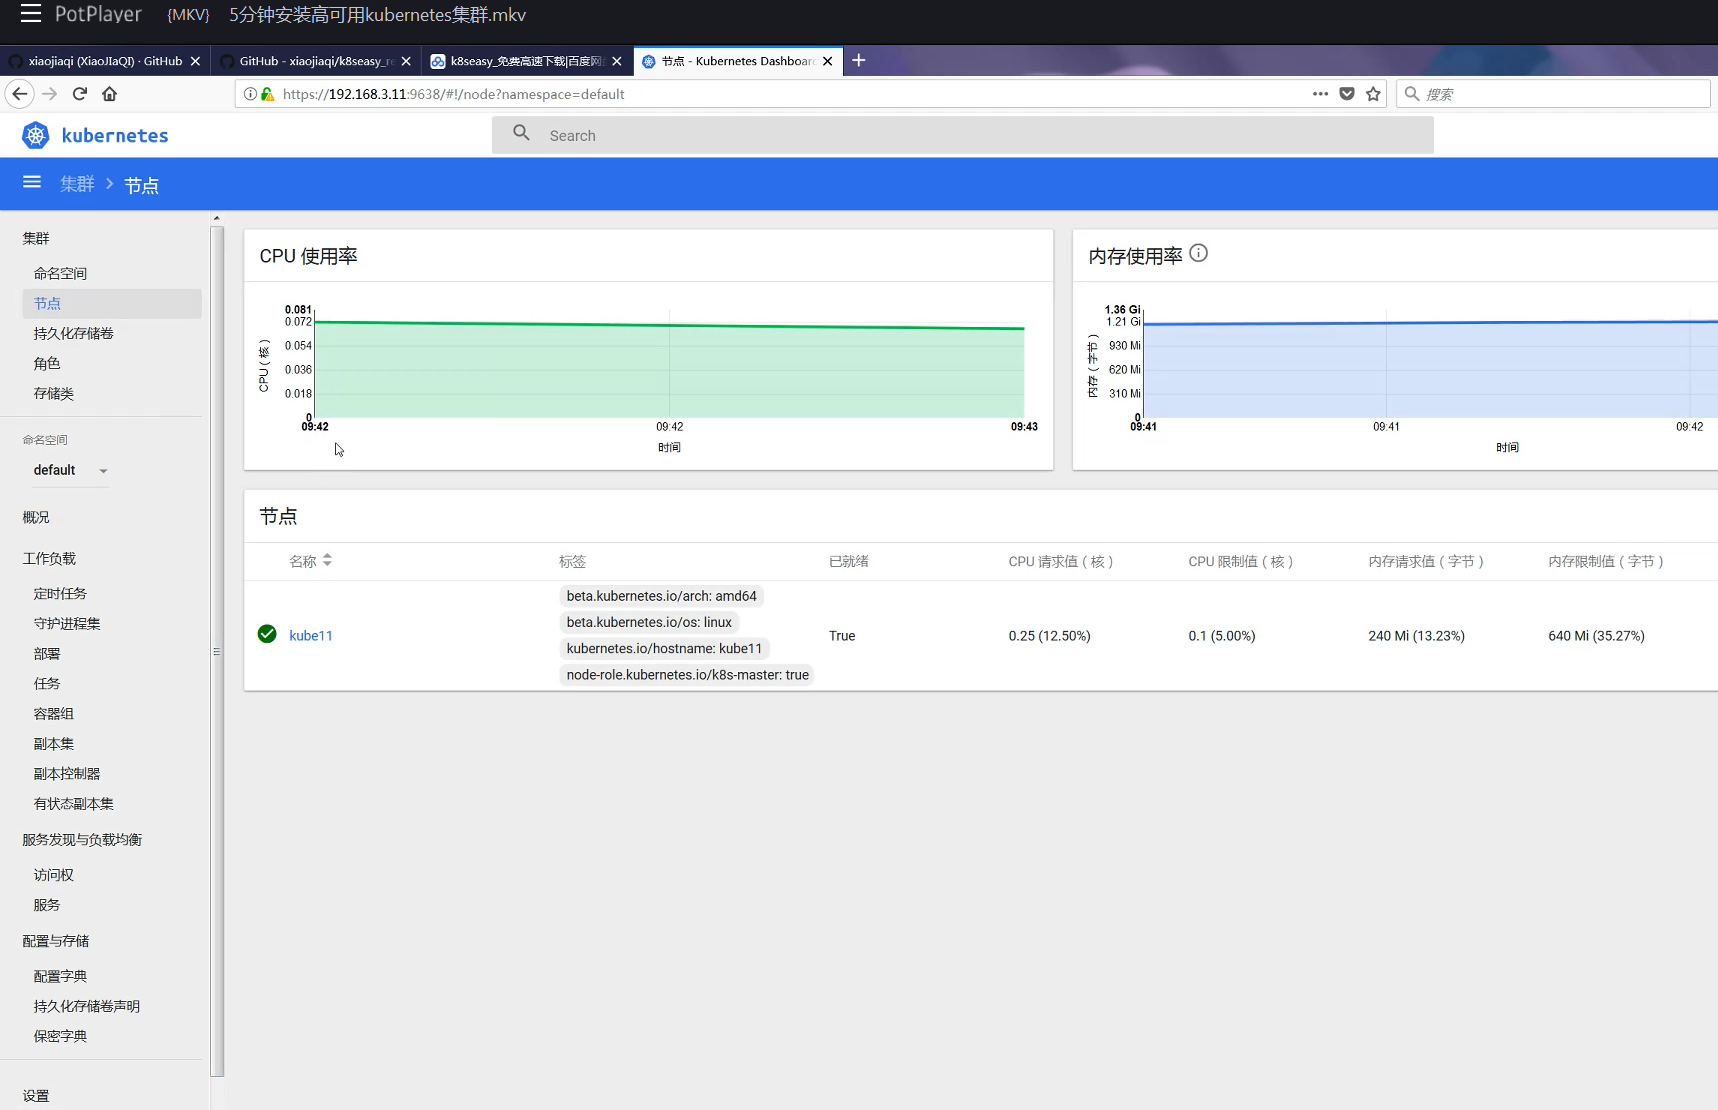 PotPlayer {MKV} 5分钟安装高可用kubernetes集群.mkv
xiaojiaqi (XiaoJIaQI) · GitHub
GitHub - xiaojiaqi/k8seasy_re
k8seasy_免费高速下载|百度网
节点 - Kubernetes Dashboar
https://192.168.3.11:9638/#!/node?namespace=default
搜索
kubernetes
Search
集群 > 节点
集群
命名空间
节点
持久化存储卷
角色
存储类
命名空间
default
概况
工作负载
定时任务
守护进程集
部署
任务
容器组
副本集
副本控制器
有状态副本集
服务发现与负载均衡
访问权
服务
配置与存储
配置字典
持久化存储卷声明
保密字典
设置
CPU 使用率
CPU ( 核 )
0.081
0.072
0.054
0.036
0.018
0
09:42 09:42 09:43
时间
内存使用率
内存 ( 字节 )
1.36 Gi
1.21 Gi
930 Mi
620 Mi
310 Mi
0
09:41 09:41 09:42
时间
节点
名称 标签 已就绪 CPU 请求值 ( 核 ) CPU 限制值 ( 核 ) 内存请求值 ( 字节 ) 内存限制值 ( 字节 )
beta.kubernetes.io/arch: amd64
beta.kubernetes.io/os: linux
kube11 True 0.25 (12.50%) 0.1 (5.00%) 240 Mi (13.23%) 640 Mi (35.27%)
kubernetes.io/hostname: kube11
node-role.kubernetes.io/k8s-master: true